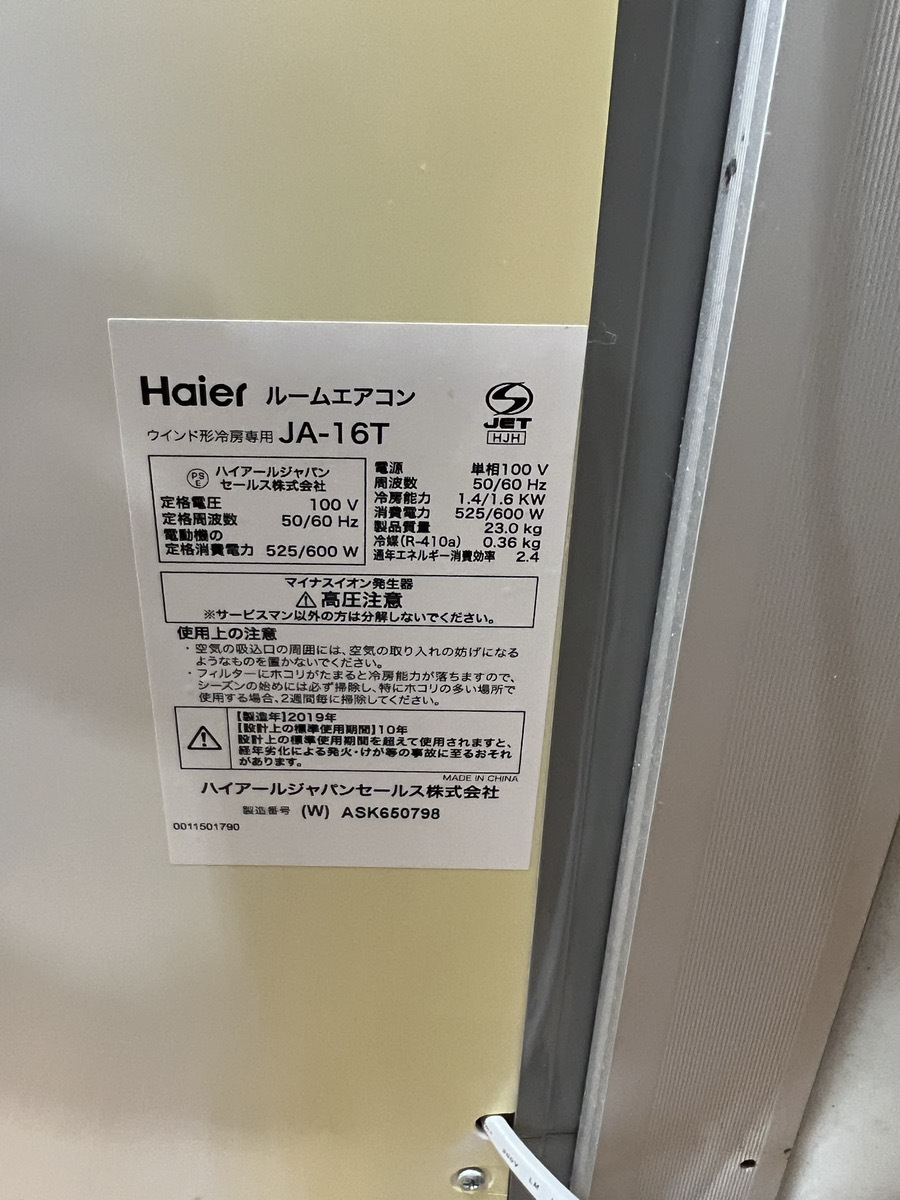 Haier ルームエアコン
ウインド形冷房専用 JA-16T
JET
HJH
PS
E
ハイアールジャパン
セールス株式会社
定格電圧 100 V
定格周波数 50/60 Hz
電動機の
定格消費電力 525/600 W
電源 単相100 V
周波数 50/60 Hz
冷房能力 1.4/1.6 KW
消費電力 525/600 W
製品質量 23.0 kg
冷媒(R-410a) 0.36 kg
通年エネルギー消費効率 2.4
マイナスイオン発生器
高圧注意
※サービスマン以外の方は分解しないでください。
使用上の注意
・空気の吸込口の周囲には、空気の取り入れの妨げになる
ようなものを置かないでください。
・フィルターにホコリがたまると冷房能力が落ちますので、
シーズンの始めには必ず掃除し、特にホコリの多い場所で
使用する場合、2週間毎に掃除してください。
【製造年】2019年
【設計上の標準使用期間】10年
設計上の標準使用期間を超えて使用されますと、
経年劣化による発火・けが等の事故に至るおそれ
があります。
MADE IN CHINA
ハイアールジャパンセールス株式会社
製造番号 (W) ASK650798
0011501790
300V LM